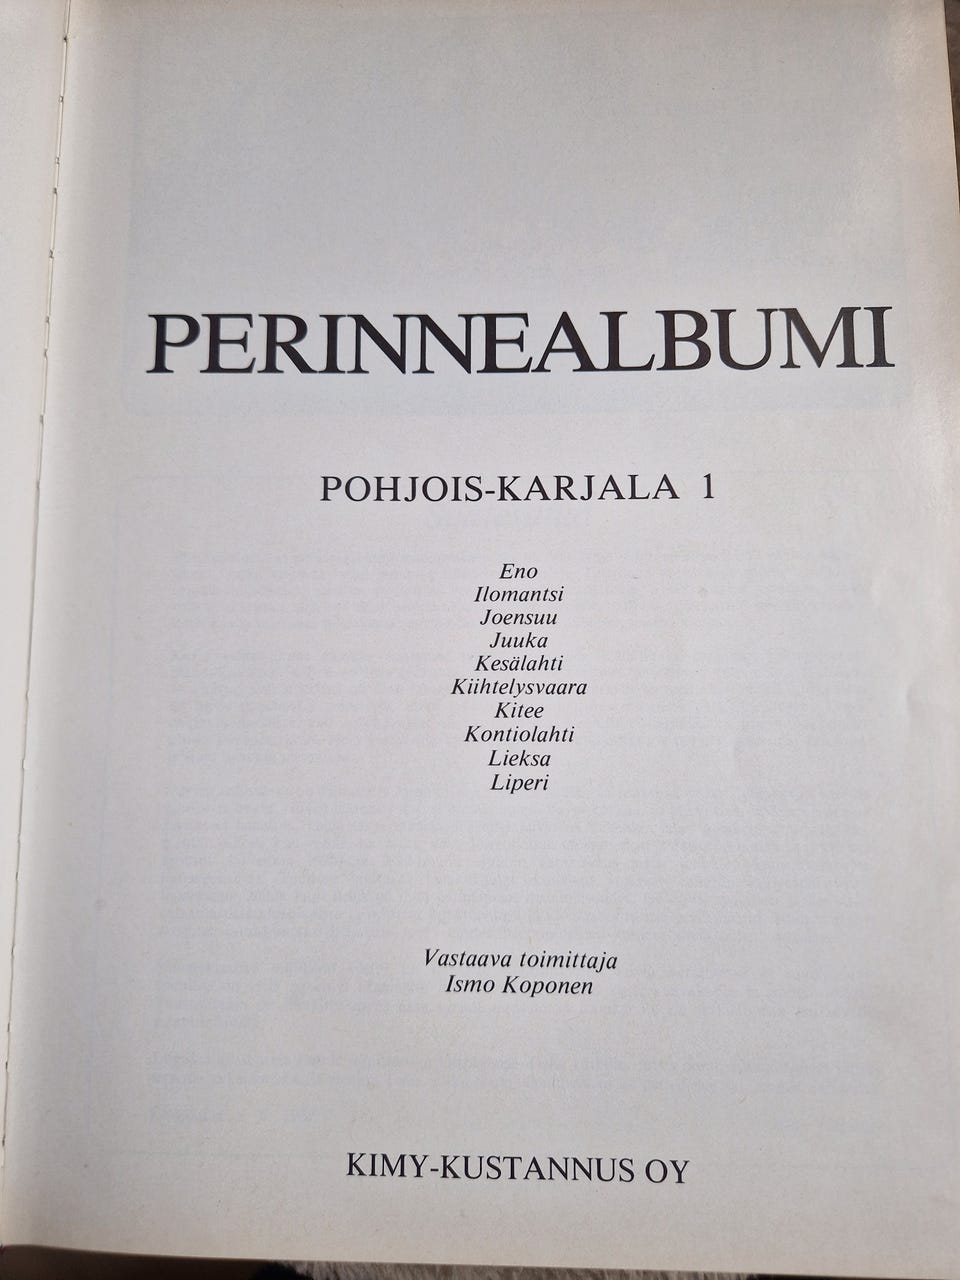 PERINNEALBUMI
POHJOIS-KARJALA 1
Eno
Ilomantsi
Joensuu
Juuka
Kesälahti
Kiihtelysvaara
Kitee
Kontiolahti
Lieksa
Liperi
Vastaava toimittaja
Ismo Koponen
KIMY-KUSTANNUS OY